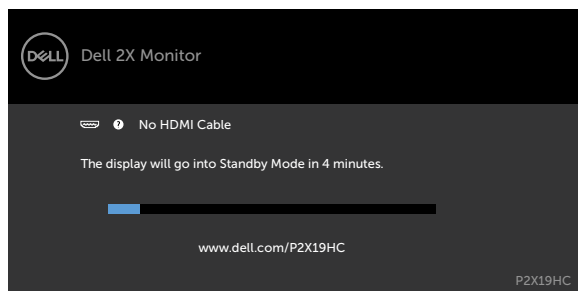 DELL
Dell 2X Monitor
? No HDMI Cable
The display will go into Standby Mode in 4 minutes.
www.dell.com/P2X19HC
P2X19HC